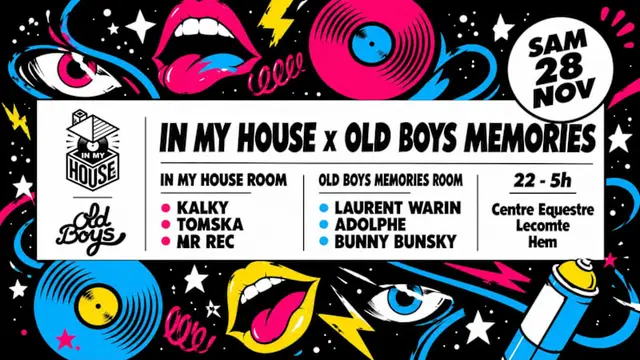 SAM
28
NOV
IN MY HOUSE x OLD BOYS MEMORIES
IN MY
HOUSE
Old
Boys
IN MY HOUSE ROOM
KALKY
TOMSKA
MR REC
OLD BOYS MEMORIES ROOM
LAURENT WARIN
ADOLPHE
BUNNY BUNSKY
22 - 5h
Centre Equestre
Lecomte
Hem